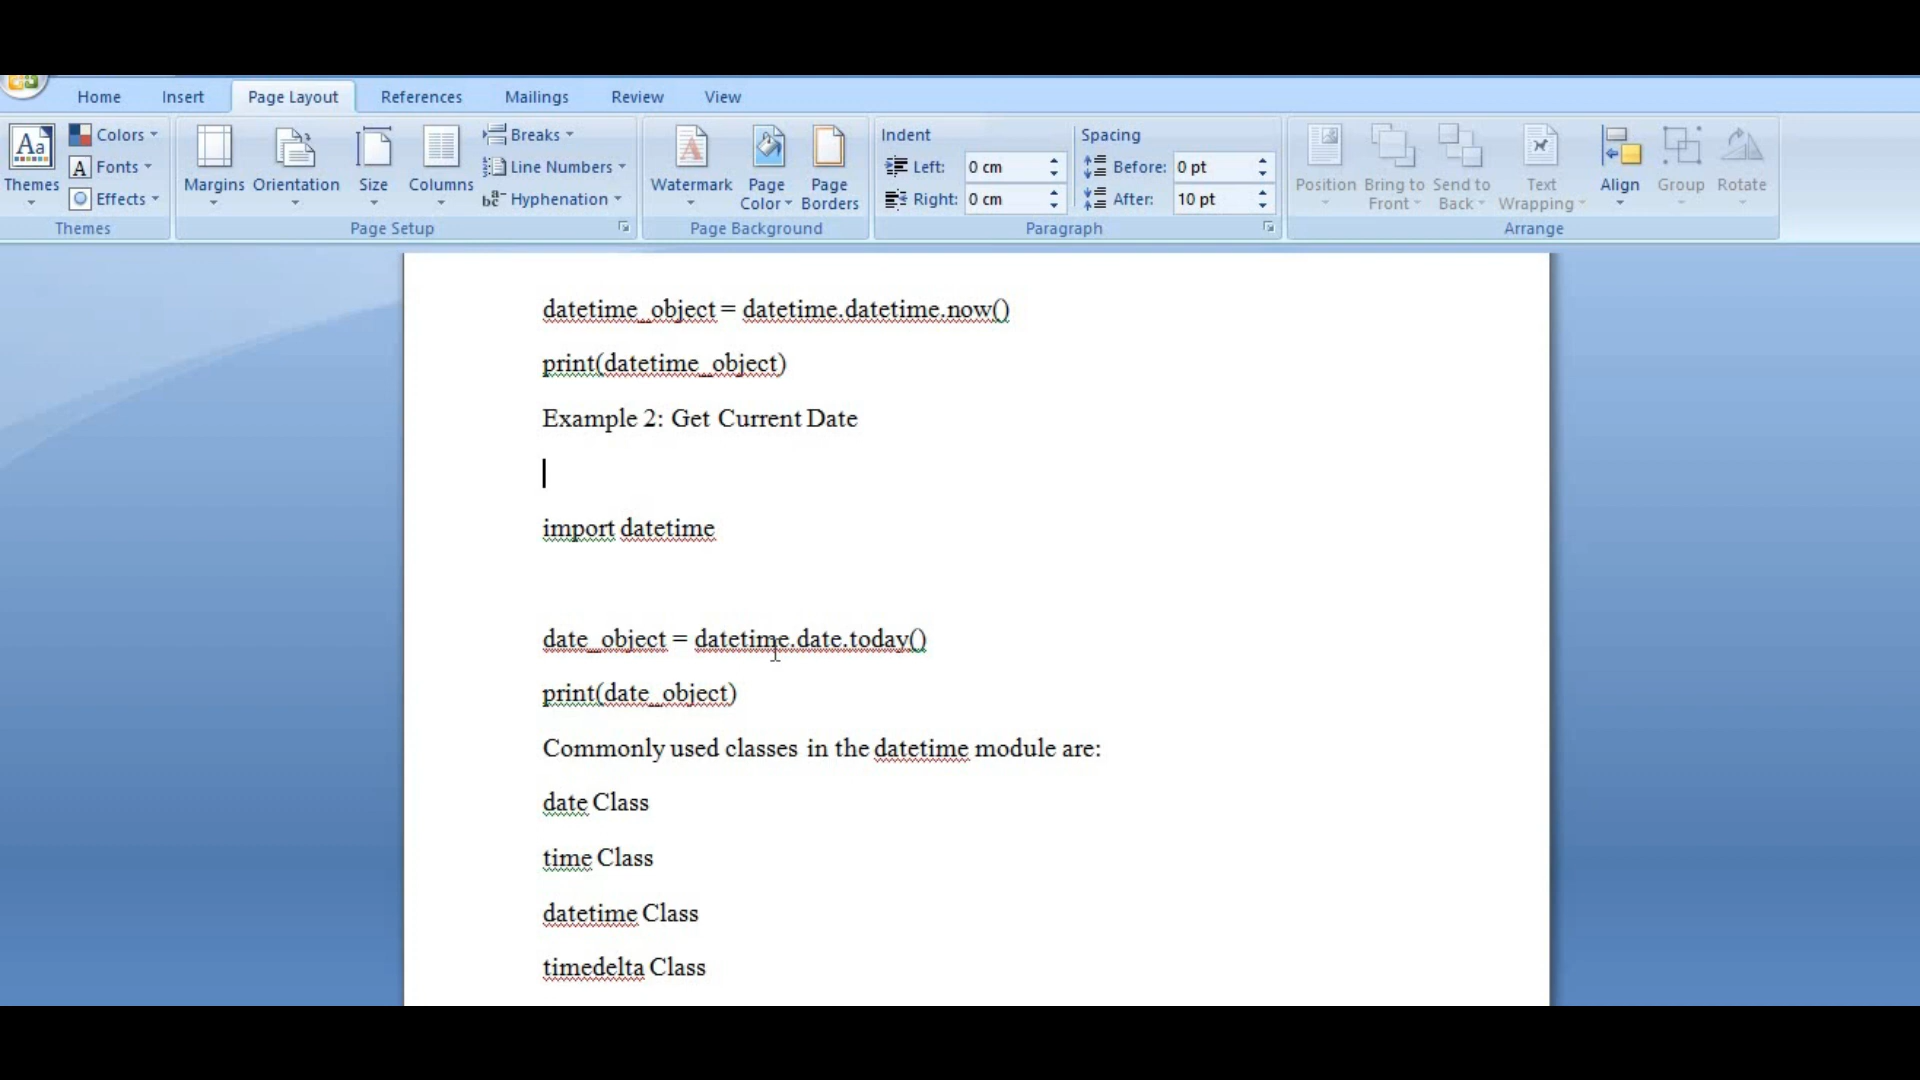 Home Insert Page Layout References Mailings Review View
Aa Colors Breaks Indent Spacing
A Fonts Line Numbers Left: 0 cm Before: 0 pt
Themes Effects Margins Orientation Size Columns Hyphenation Watermark Page Color Page Borders Right: 0 cm After: 10 pt Position Bring to Front Send to Back Text Wrapping Align Group Rotate
Themes Page Setup Page Background Paragraph Arrange
datetime_object = datetime.datetime.now()
print(datetime_object)
Example 2: Get Current Date
import datetime
date_object = datetime.date.today()
print(date_object)
Commonly used classes in the datetime module are:
date Class
time Class
datetime Class
timedelta Class